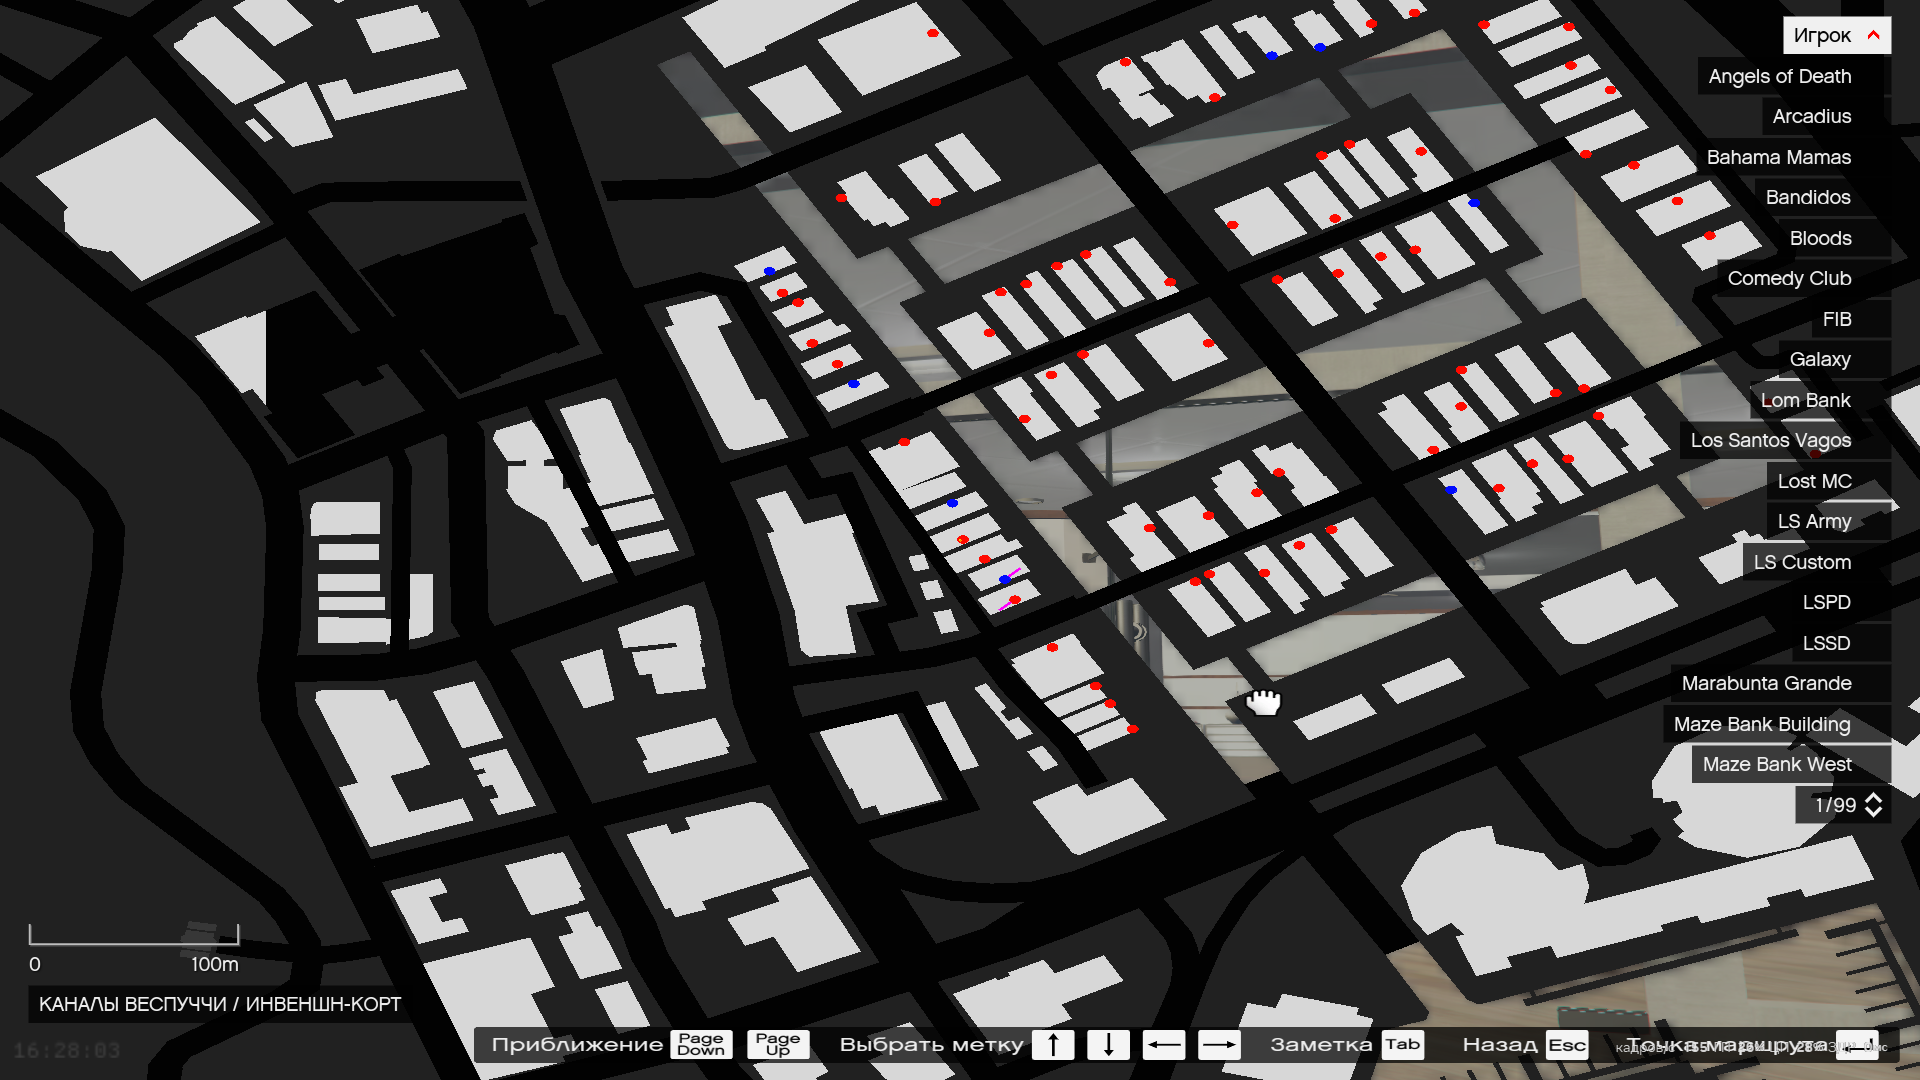 Игрок
Angels of Death
Arcadius
Bahama Mamas
Bandidos
Bloods
Comedy Club
FIB
Galaxy
Lom Bank
Los Santos Vagos
Lost MC
LS Army
LS Custom
LSPD
LSSD
Marabunta Grande
Maze Bank Building
Maze Bank West
1/99
0 100m
КАНАЛЫ ВЕСПУЧЧИ / ИНВЕНШН-КОРТ
16:28:03
Приближение Page Down Page Up Выбрать метку ↑ ↓ ← → Заметка Tab Назад Esc Точка маршрута